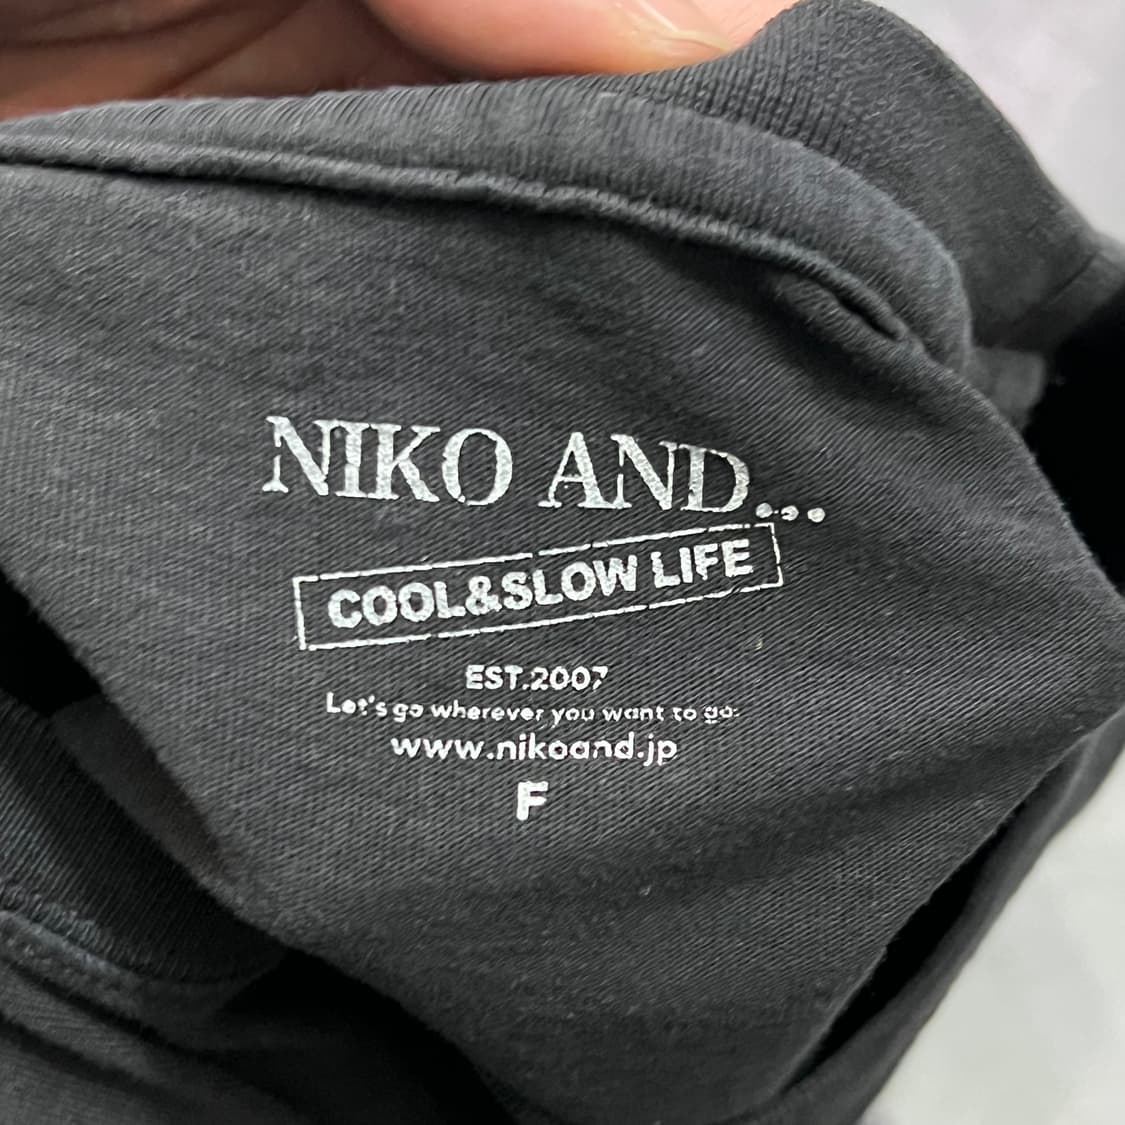 NIKO AND...
COOL&SLOW LIFE
EST.2007
Let's go wherever you want to go.
www.nikoand.jp
F